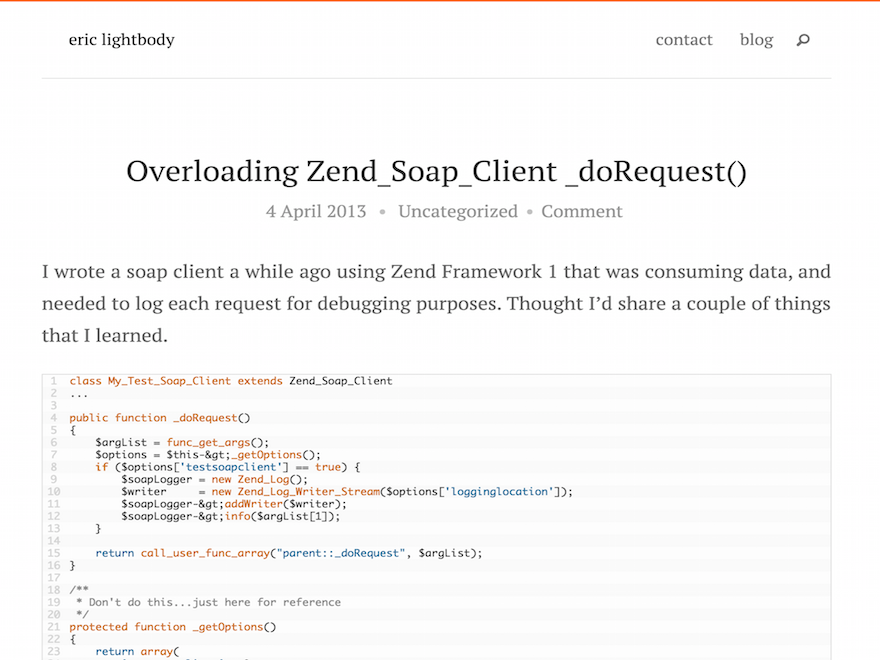 eric lightbody
contact blog
Overloading Zend_Soap_Client _doRequest()
4 April 2013 • Uncategorized • Comment
I wrote a soap client a while ago using Zend Framework 1 that was consuming data, and
needed to log each request for debugging purposes. Thought I’d share a couple of things
that I learned.
1 class My_Test_Soap_Client extends Zend_Soap_Client
2 ...
3
4 public function _doRequest()
5 {
6     $argList = func_get_args();
7     $options = $this-&gt;_getOptions();
8     if ($options['testsoapclient'] == true) {
9         $soapLogger = new Zend_Log();
10         $writer     = new Zend_Log_Writer_Stream($options['logginglocation']);
11         $soapLogger-&gt;addWriter($writer);
12         $soapLogger-&gt;info($argList[1]);
13     }
14
15     return call_user_func_array("parent::_doRequest", $argList);
16 }
17
18 /**
19  * Don't do this...just here for reference
20  */
21 protected function _getOptions()
22 {
23     return array(